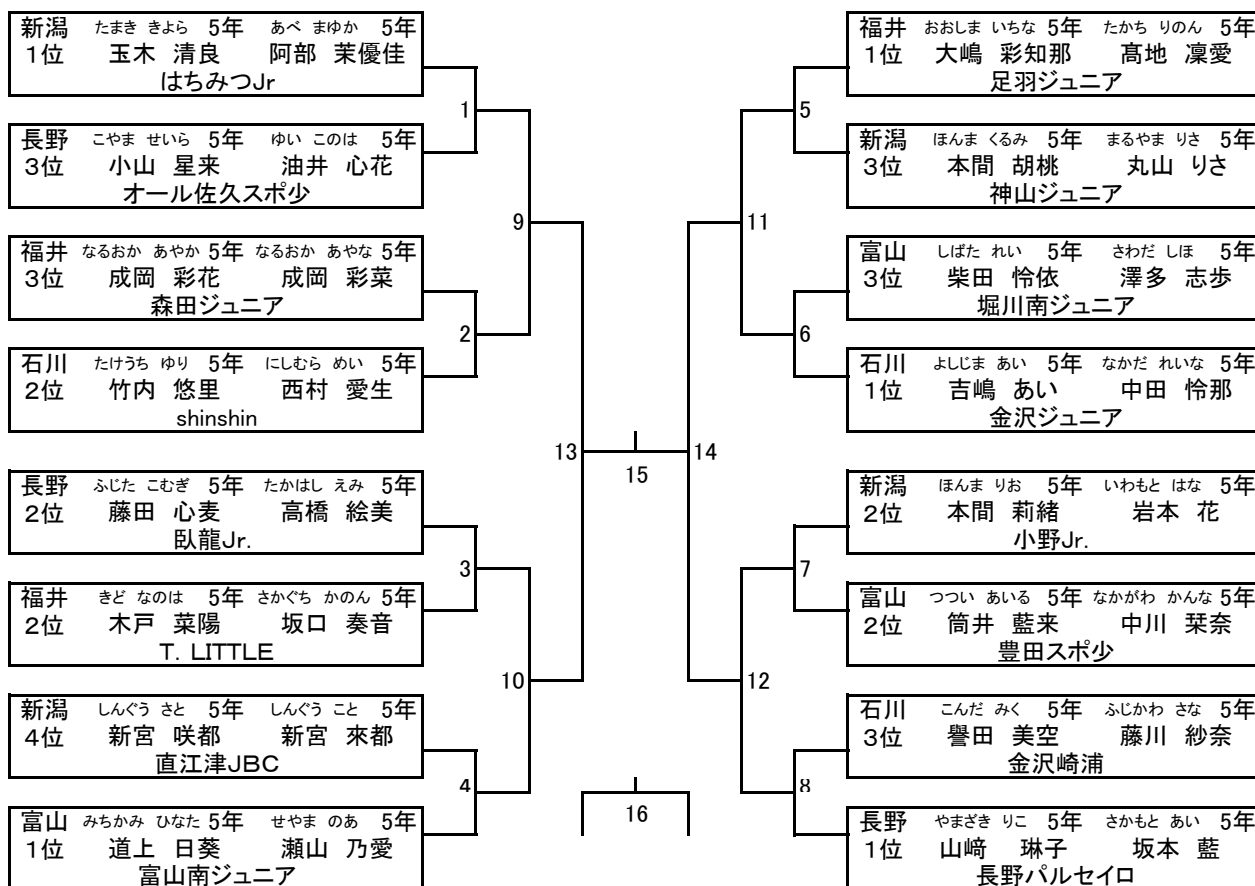 新潟 たまき きよら 5年 あべ まゆか 5年
1位 玉木 清良 阿部 茉優佳
はちみつJr
1
長野 こやま せいら 5年 ゆい このは 5年
3位 小山 星来 油井 心花
オール佐久スポ少
9
福井 なるおか あやか 5年 なるおか あやな 5年
3位 成岡 彩花 成岡 彩菜
森田ジュニア
2
石川 たけうち ゆり 5年 にしむら めい 5年
2位 竹内 悠里 西村 愛生
shinshin
13
長野 ふじた こむぎ 5年 たかはし えみ 5年
2位 藤田 心麦 高橋 絵美
臥龍Jr.
3
福井 きど なのは 5年 さかぐち かのん 5年
2位 木戸 菜陽 坂口 奏音
T. LITTLE
10
新潟 しんぐう さと 5年 しんぐう こと 5年
4位 新宮 咲都 新宮 來都
直江津JBC
4
富山 みちかみ ひなた 5年 せやま のあ 5年
1位 道上 日葵 瀬山 乃愛
富山南ジュニア
15
16
福井 おおしま いちな 5年 たかち りのん 5年
1位 大嶋 彩知那 髙地 凜愛
足羽ジュニア
5
新潟 ほんま くるみ 5年 まるやま りさ 5年
3位 本間 胡桃 丸山 りさ
神山ジュニア
11
富山 しばた れい 5年 さわだ しほ 5年
3位 柴田 怜依 澤多 志歩
堀川南ジュニア
6
石川 よしじま あい 5年 なかだ れいな 5年
1位 吉嶋 あい 中田 怜那
金沢ジュニア
14
新潟 ほんま りお 5年 いわもと はな 5年
2位 本間 莉緒 岩本 花
小野Jr.
7
富山 つつい あいる 5年 なかがわ かんな 5年
2位 筒井 藍来 中川 栞奈
豊田スポ少
12
石川 こんだ みく 5年 ふじかわ さな 5年
3位 譽田 美空 藤川 紗奈
金沢崎浦
8
長野 やまざき りこ 5年 さかもと あい 5年
1位 山﨑 琳子 坂本 藍
長野パルセイロ